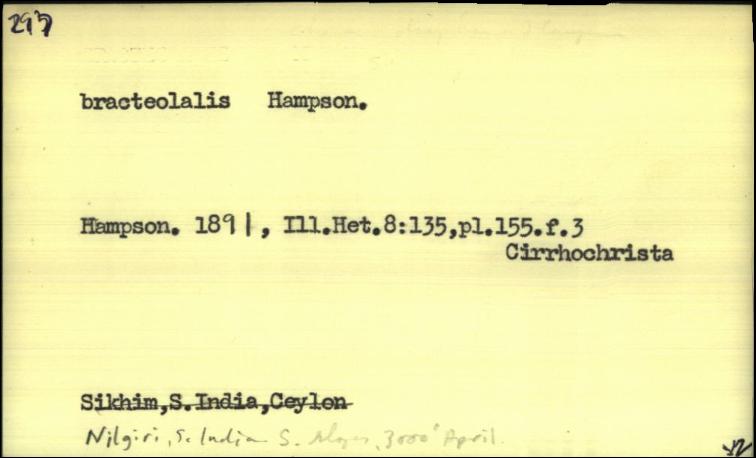 297
bracteolalis Hampson.
Hampson. 1891, Ill.Het.8:135,pl.155.f.3
Cirrhochrista
Sikhim,S.India,Ceylon
Nilgiri, S. India S. slopes, 3000' April.